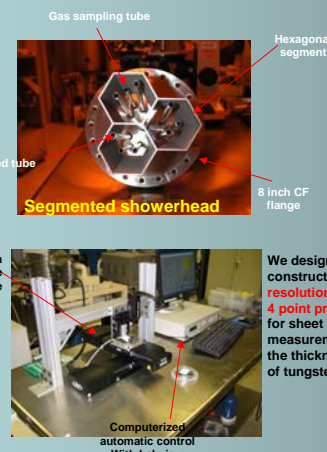 Gas sampling tube
Hexagona
segment
ed tube
8 inch CF
flange
Segmented showerhead
We design
construct
resolution
4 point pr
for sheet
measurem
the thickn
of tungste
Computerized
automatic control